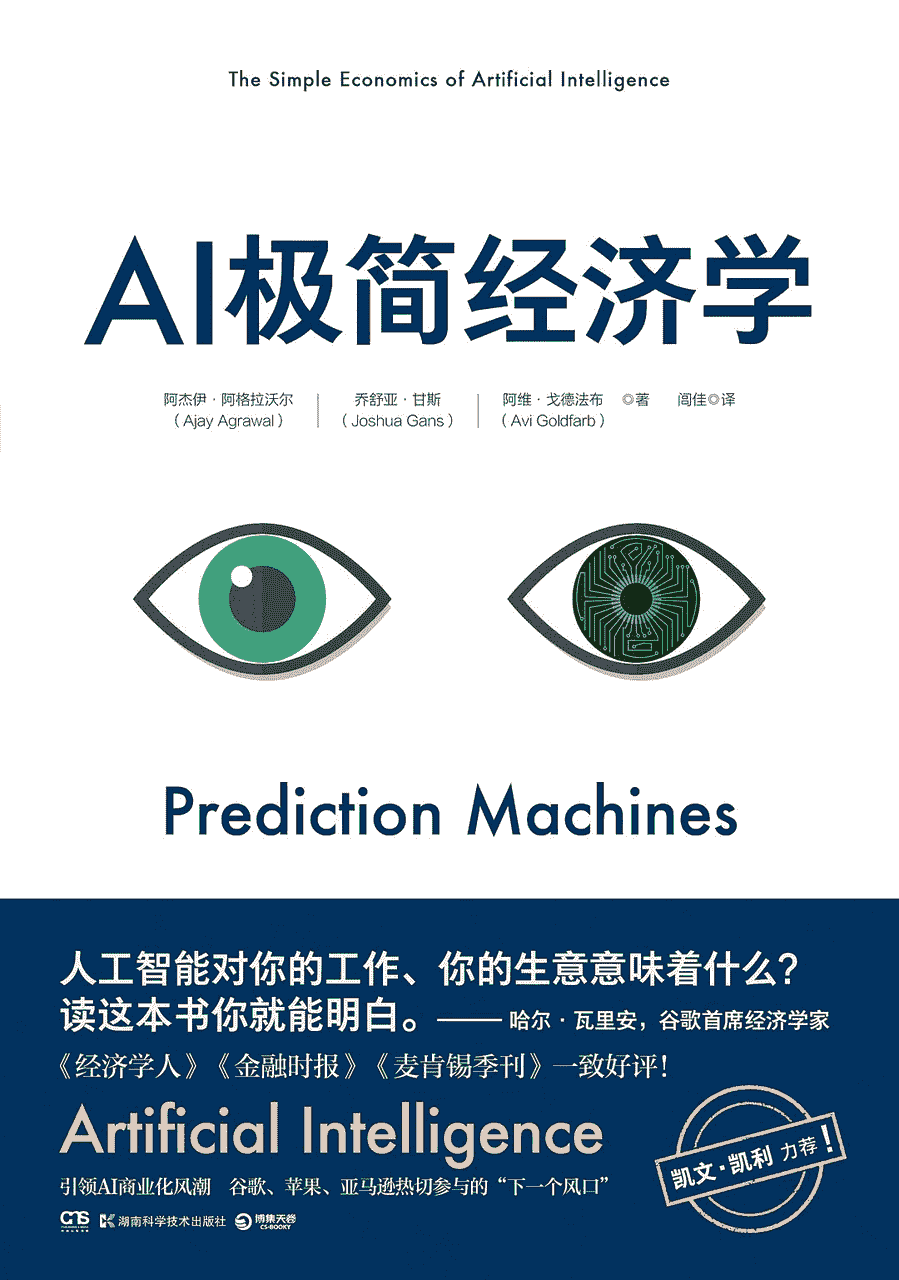 The Simple Economics of Artificial Intelligence
AI极简经济学
阿杰伊·阿格拉沃尔 乔舒亚·甘斯 阿维·戈德法布 ◎著 闾佳◎译
（Ajay Agrawal） （Joshua Gans） （Avi Goldfarb）
Prediction Machines
人工智能对你的工作、你的生意意味着什么？
读这本书你就能明白。—— 哈尔·瓦里安，谷歌首席经济学家
《经济学人》《金融时报》《麦肯锡季刊》一致好评！
Artificial Intelligence
凯文·凯利 力荐！
引领AI商业化风潮 谷歌、苹果、亚马逊热切参与的“下一个风口”
湖南科学技术出版社 博集天卷
CS-BOOKY